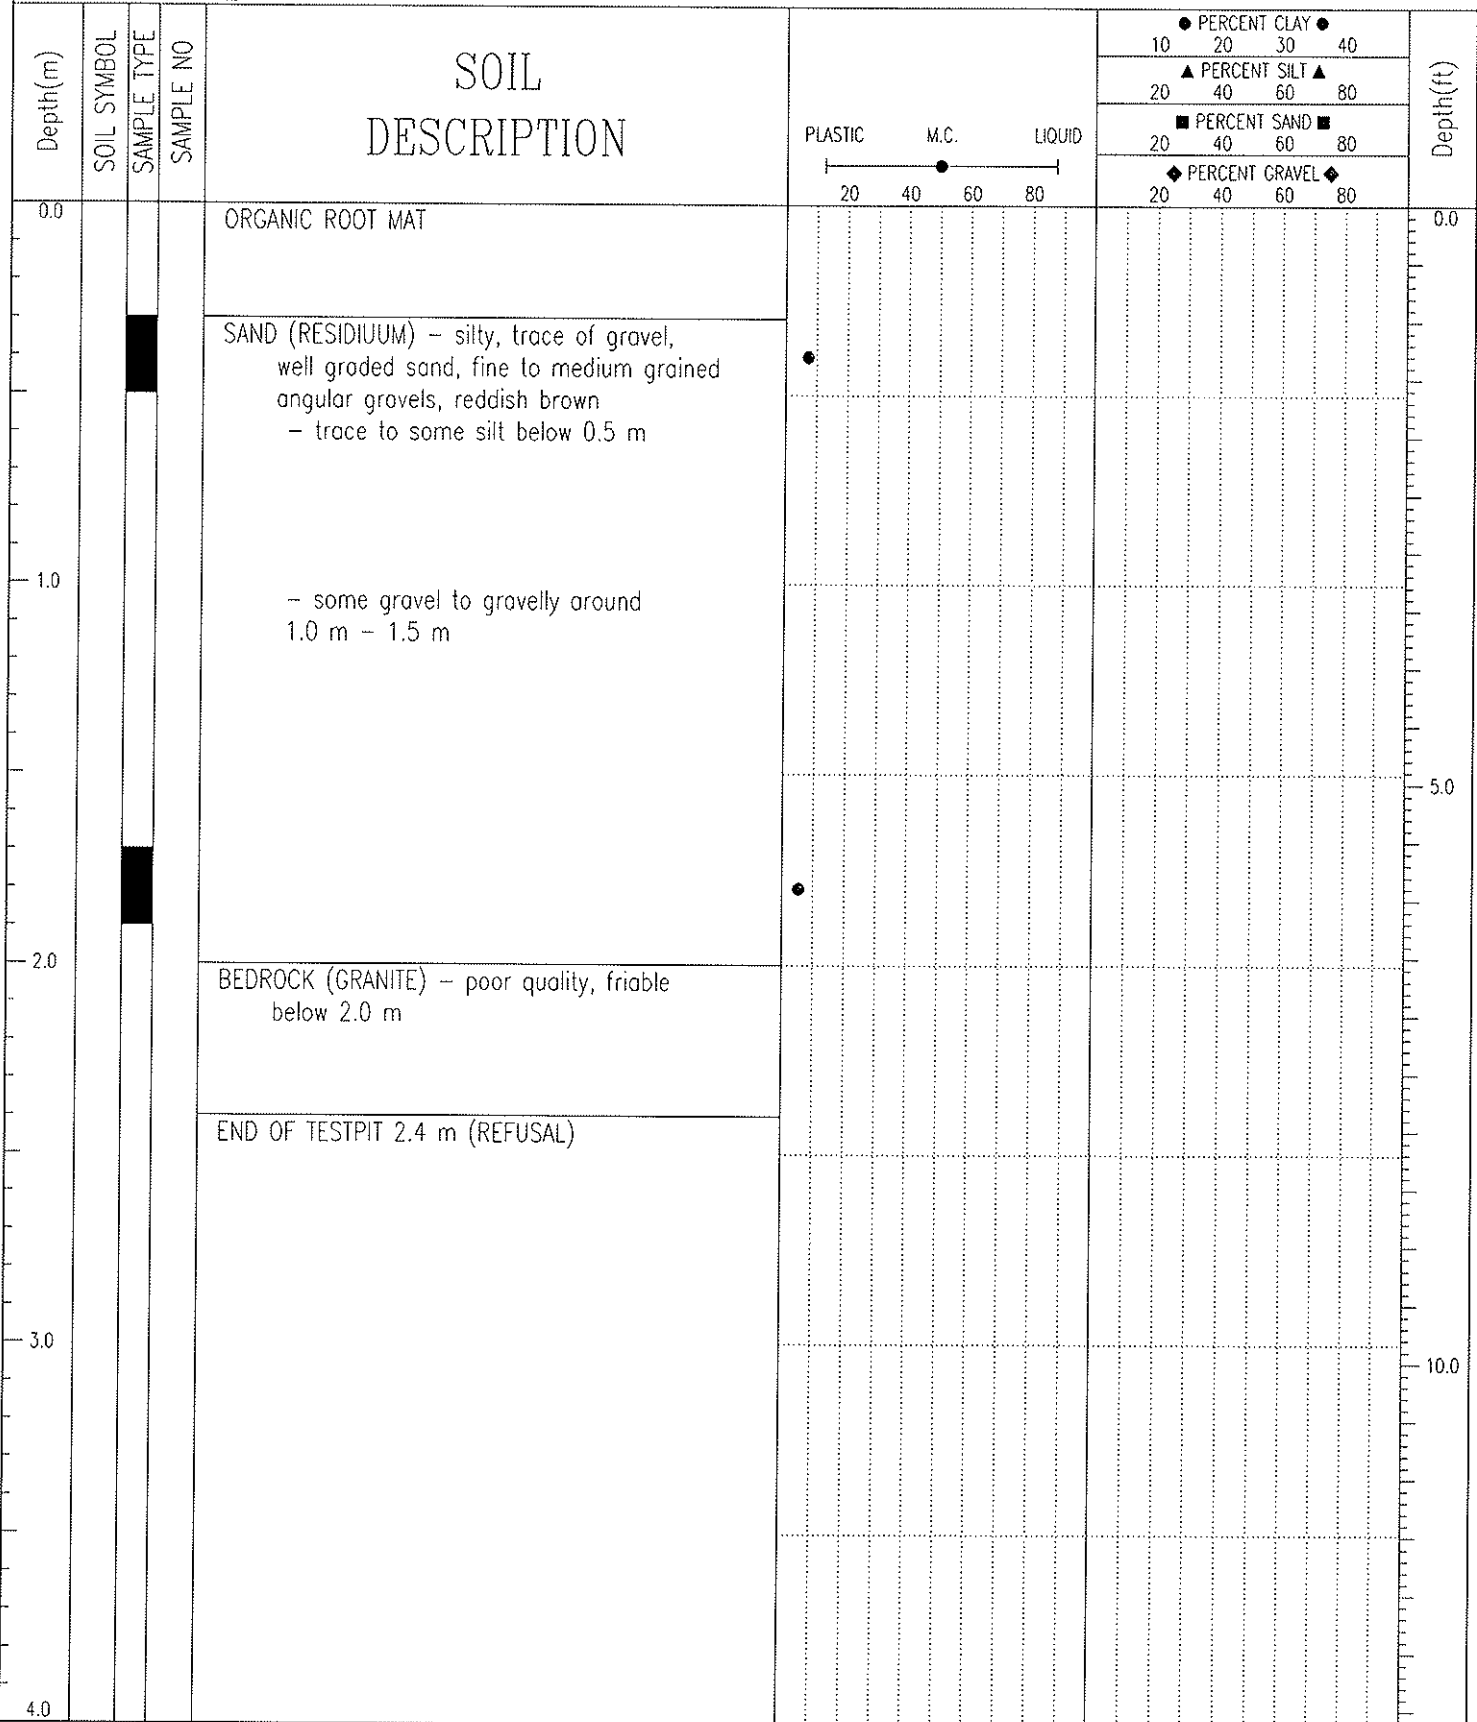 Depth(m)
SOIL SYMBOL
SAMPLE TYPE
SAMPLE NO
SOIL
DESCRIPTION
PLASTIC M.C. LIQUID
20 40 60 80
● PERCENT CLAY ●
10 20 30 40
▲ PERCENT SILT ▲
20 40 60 80
■ PERCENT SAND ■
20 40 60 80
◆ PERCENT GRAVEL ◆
20 40 60 80
Depth(ft)
0.0
ORGANIC ROOT MAT
0.0
SAND (RESIDIUUM) – silty, trace of gravel,
well graded sand, fine to medium grained
angular gravels, reddish brown
– trace to some silt below 0.5 m
1.0
– some gravel to gravelly around
1.0 m – 1.5 m
5.0
2.0
BEDROCK (GRANITE) – poor quality, friable
below 2.0 m
END OF TESTPIT 2.4 m (REFUSAL)
3.0
10.0
4.0